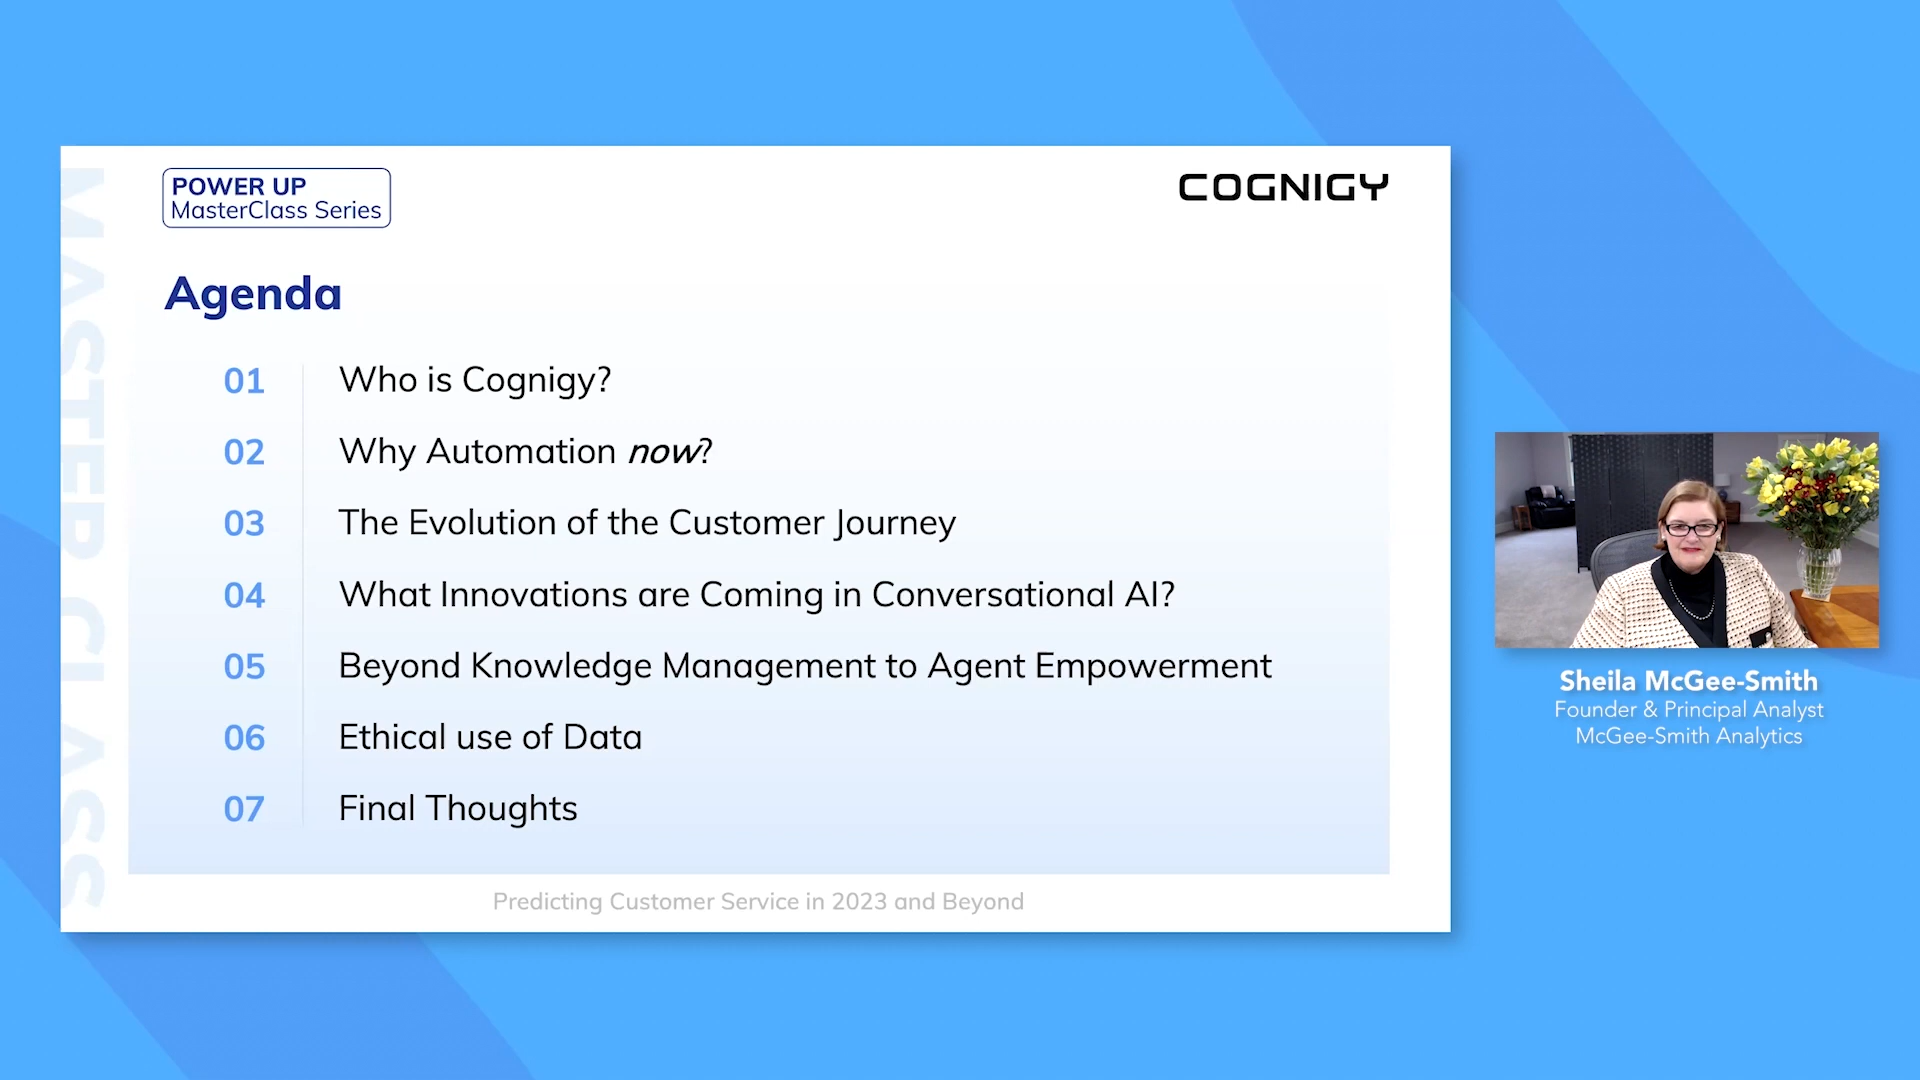 POWER UP
MasterClass Series
COGNIGY
MASTER CLASS
Agenda
01 Who is Cognigy?
02 Why Automation now?
03 The Evolution of the Customer Journey
04 What Innovations are Coming in Conversational AI?
05 Beyond Knowledge Management to Agent Empowerment
06 Ethical use of Data
07 Final Thoughts
Predicting Customer Service in 2023 and Beyond
Sheila McGee-Smith
Founder & Principal Analyst
McGee-Smith Analytics